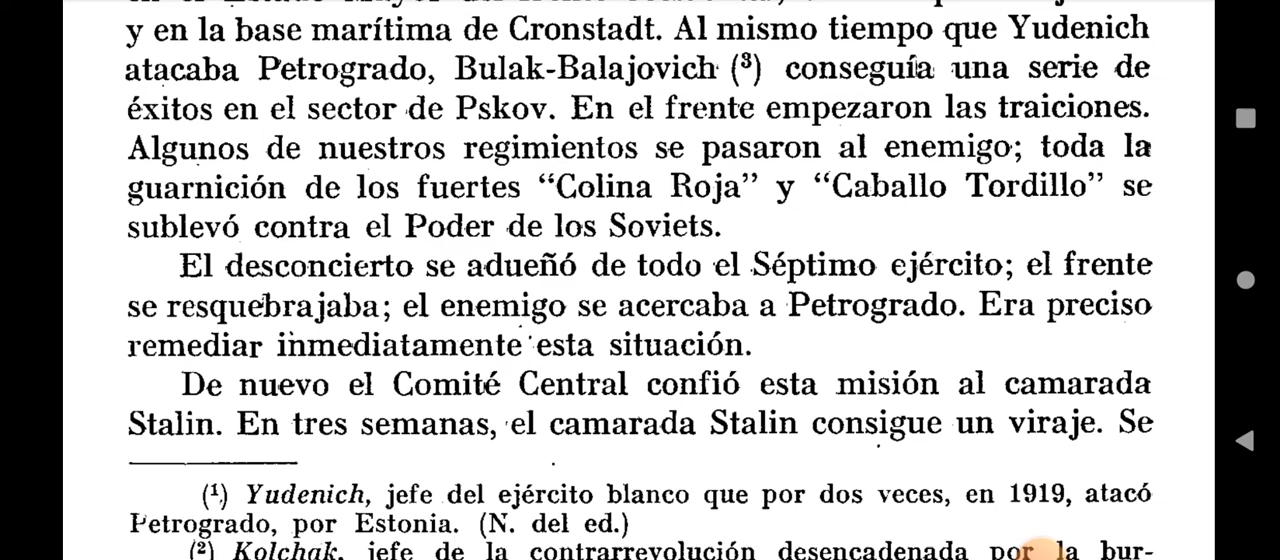 y en la base marítima de Cronstadt. Al mismo tiempo que Yudenich
atacaba Petrogrado, Bulak-Balajovich (³) conseguía una serie de
éxitos en el sector de Pskov. En el frente empezaron las traiciones.
Algunos de nuestros regimientos se pasaron al enemigo; toda la
guarnición de los fuertes “Colina Roja” y “Caballo Tordillo” se
sublevó contra el Poder de los Soviets.
El desconcierto se adueñó de todo el Séptimo ejército; el frente
se resquebrajaba; el enemigo se acercaba a Petrogrado. Era preciso
remediar inmediatamente esta situación.
De nuevo el Comité Central confió esta misión al camarada
Stalin. En tres semanas, el camarada Stalin consigue un viraje. Se
(¹) Yudenich, jefe del ejército blanco que por dos veces, en 1919, atacó
Petrogrado, por Estonia. (N. del ed.)
(²) Kolchak, jefe de la contrarrevolución desencadenada por la bur-